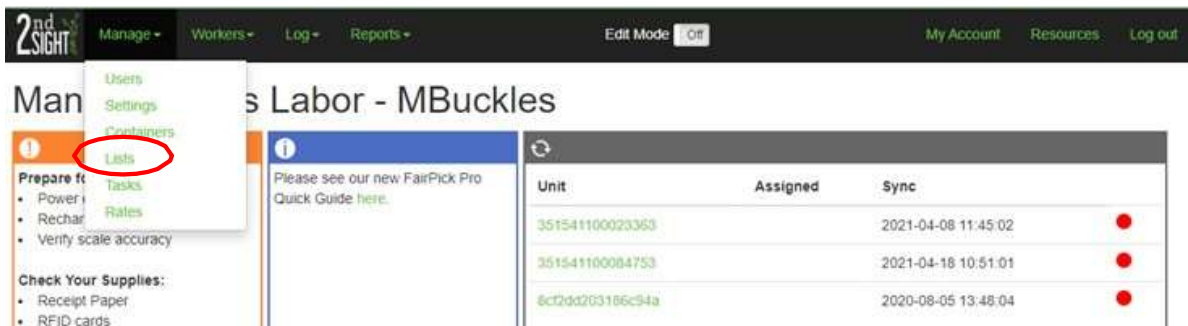 2nd SIGHT Manage Workers Log Reports Edit Mode Off My Account Resources Log out
Users
Settings
Containers
Lists
Tasks
Rates
Man s Labor - MBuckles
Prepare fo
• Power
• Rechar
• Verify scale accuracy
Check Your Supplies:
• Receipt Paper
• RFID cards
Please see our new FairPick Pro
Quick Guide here.
Unit Assigned Sync
351541100023363 2021-04-08 11:45:02
351541100084753 2021-04-18 10:51:01
6cf2dd203186c94a 2020-08-05 13:48:04